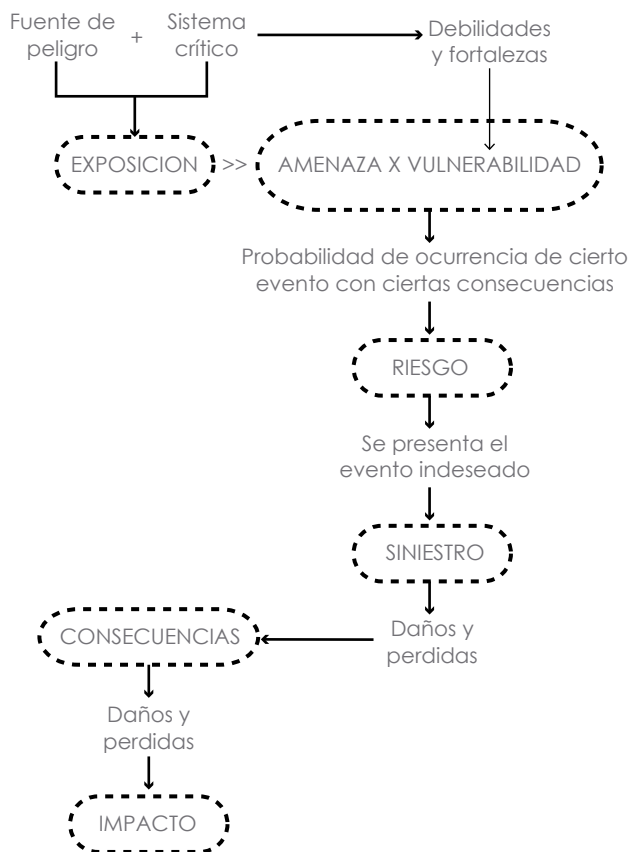 Fuente de
peligro
+
Sistema
crítico
Debilidades
y fortalezas
EXPOSICION
>>
AMENAZA X VULNERABILIDAD
Probabilidad de ocurrencia de cierto
evento con ciertas consecuencias
RIESGO
Se presenta el
evento indeseado
SINIESTRO
Daños y
perdidas
CONSECUENCIAS
Daños y
perdidas
IMPACTO